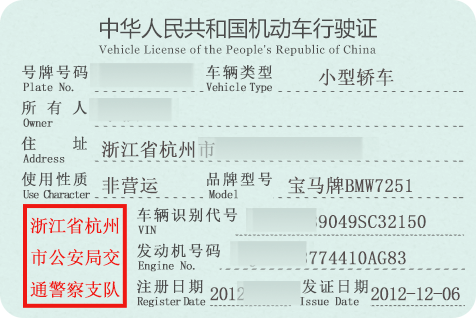 中华人民共和国机动车行驶证
Vehicle License of the People's Republic of China
号牌号码 车辆类型 小型轿车
Plate No. Vehicle Type
所有人
Owner
住址 浙江省杭州市
Address
使用性质 非营运 品牌型号 宝马牌BMW7251
Use Character Model
浙江省杭州
市公安局交
通警察支队
车辆识别代号 9049SC32150
VIN
发动机号码 774410AG83
Engine No.
注册日期 2012 发证日期 2012-12-06
Register Date Issue Date